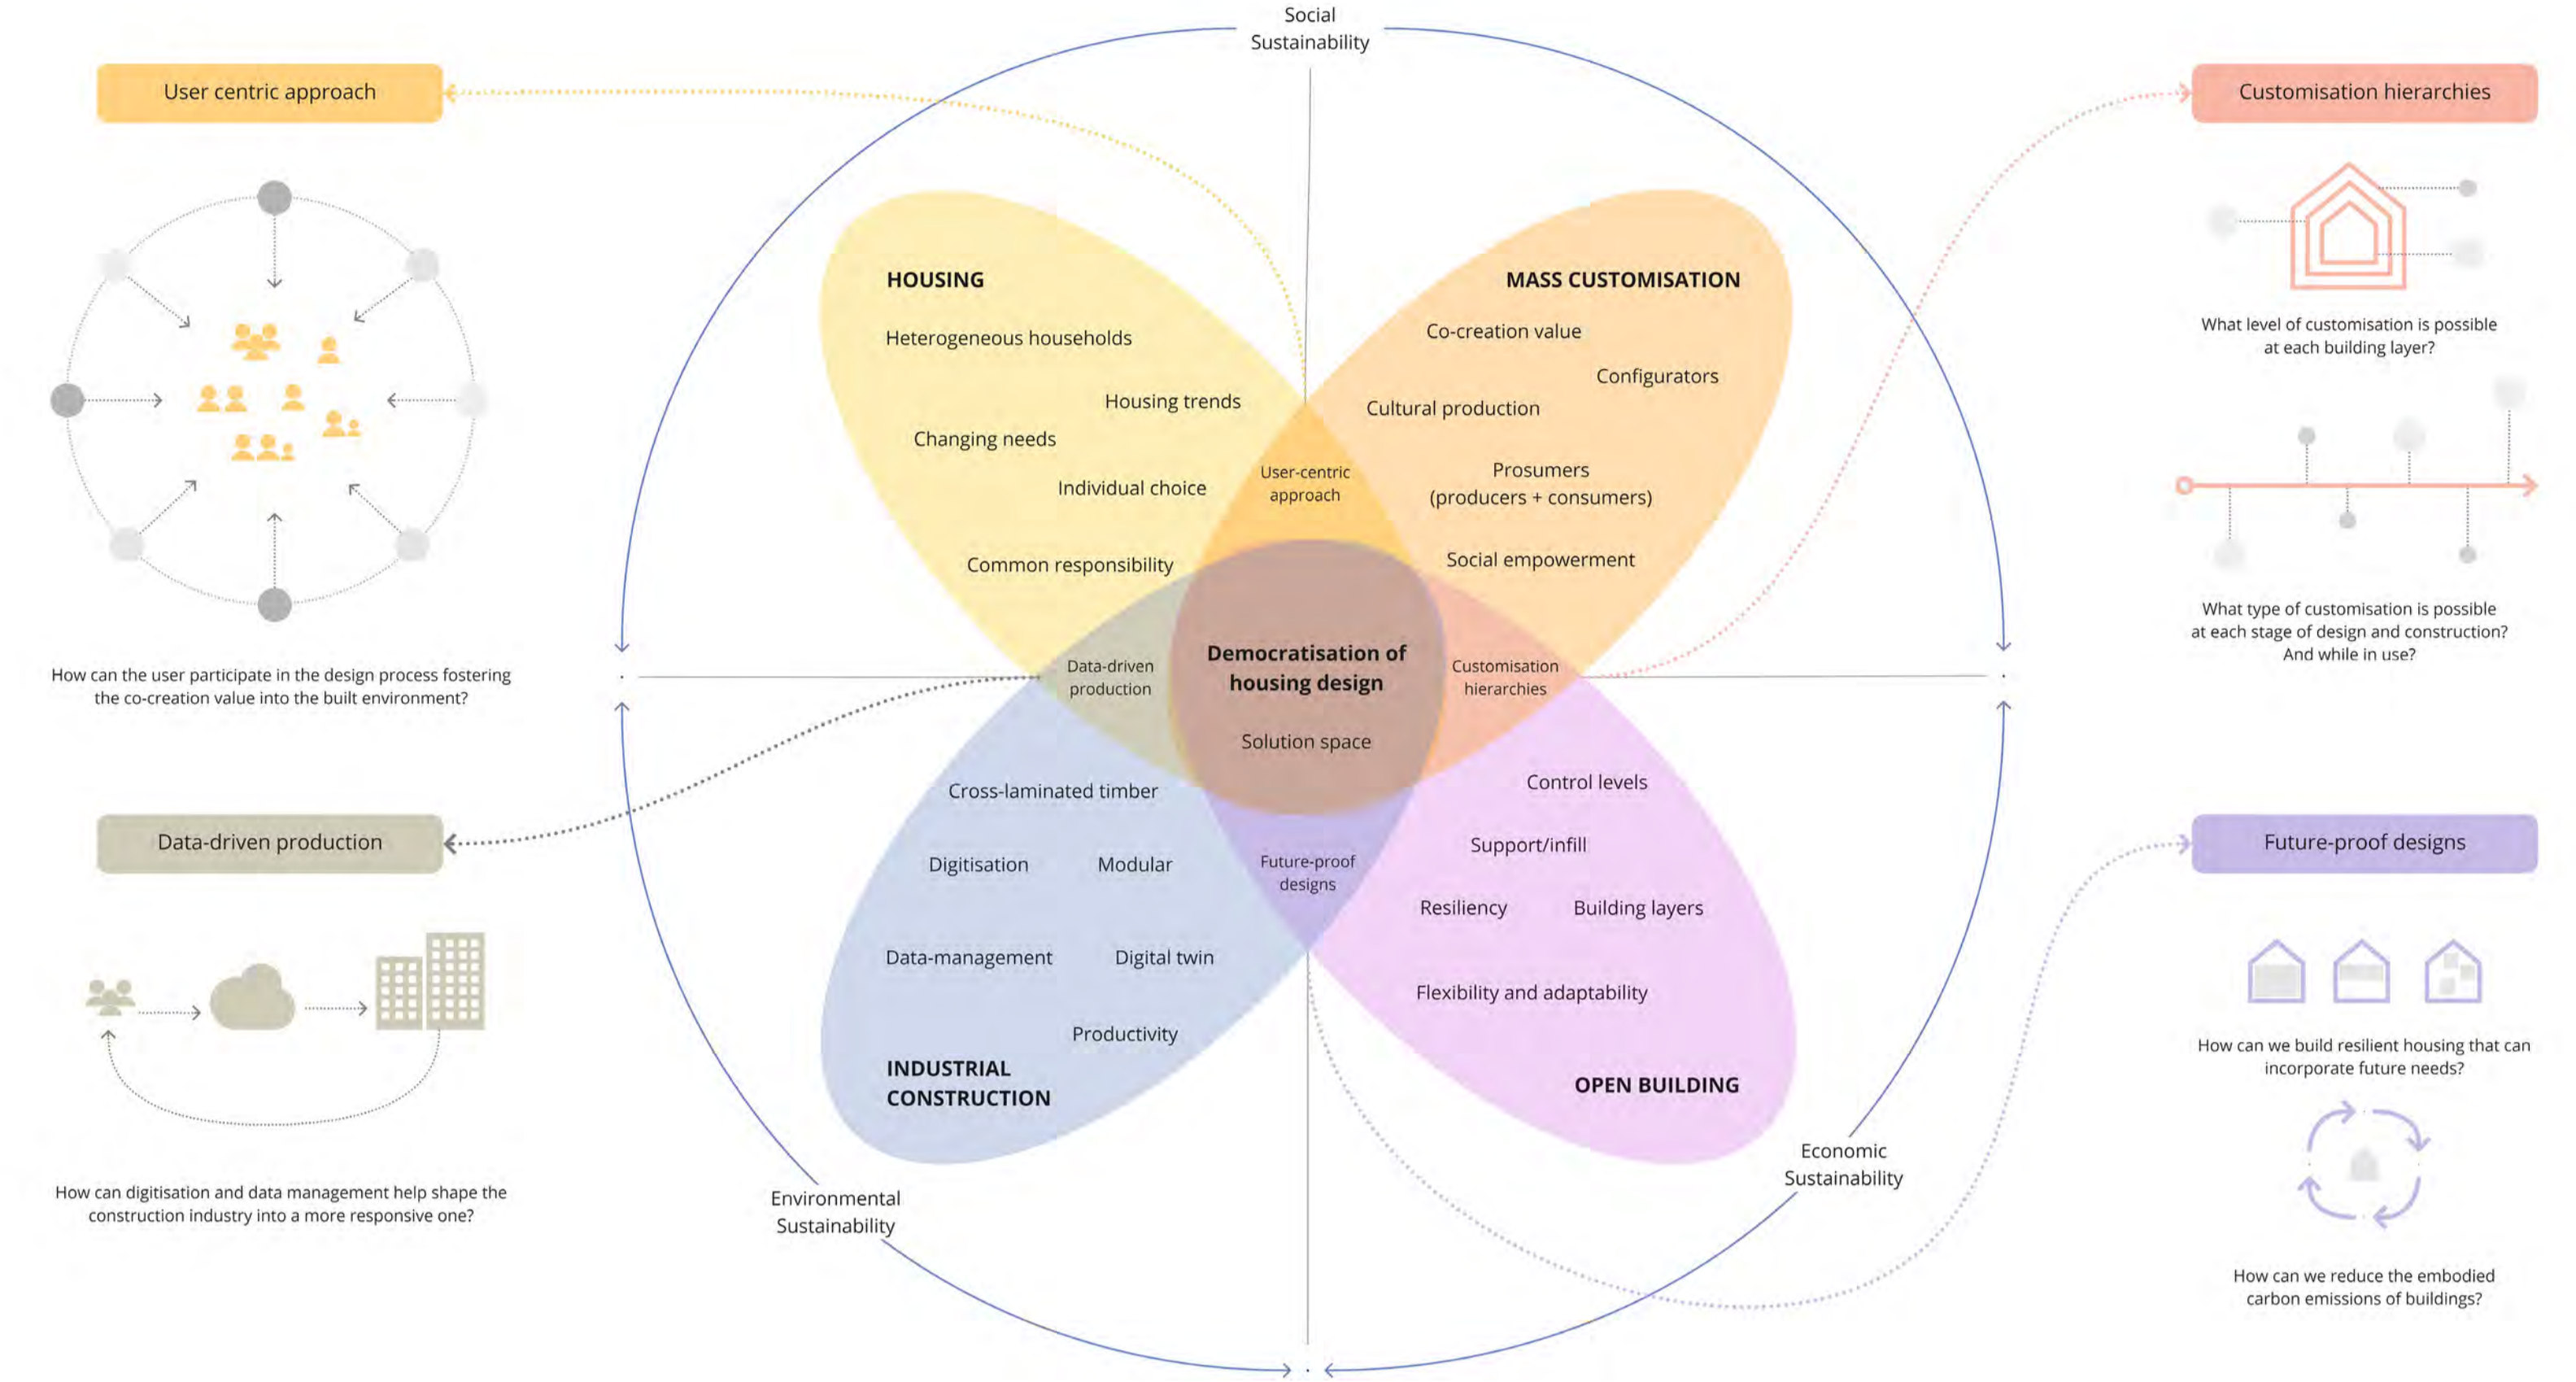 Social
Sustainability
User centric approach
Customisation hierarchies
How can the user participate in the design process fostering
the co-creation value into the built environment?
Data-driven production
How can digitisation and data management help shape the
construction industry into a more responsive one?
HOUSING
Heterogeneous households
Housing trends
Changing needs
Individual choice
Common responsibility
MASS CUSTOMISATION
Co-creation value
Configurators
Cultural production
Prosumers
(producers + consumers)
Social empowerment
User-centric
approach
Data-driven
production
Democratisation of
housing design
Solution space
Customisation
hierarchies
Future-proof
designs
Cross-laminated timber
Digitisation
Modular
Data-management
Digital twin
Productivity
INDUSTRIAL
CONSTRUCTION
Control levels
Support/infill
Resiliency
Building layers
Flexibility and adaptability
OPEN BUILDING
Environmental
Sustainability
Economic
Sustainability
What level of customisation is possible
at each building layer?
What type of customisation is possible
at each stage of design and construction?
And while in use?
Future-proof designs
How can we build resilient housing that can
incorporate future needs?
How can we reduce the embodied
carbon emissions of buildings?